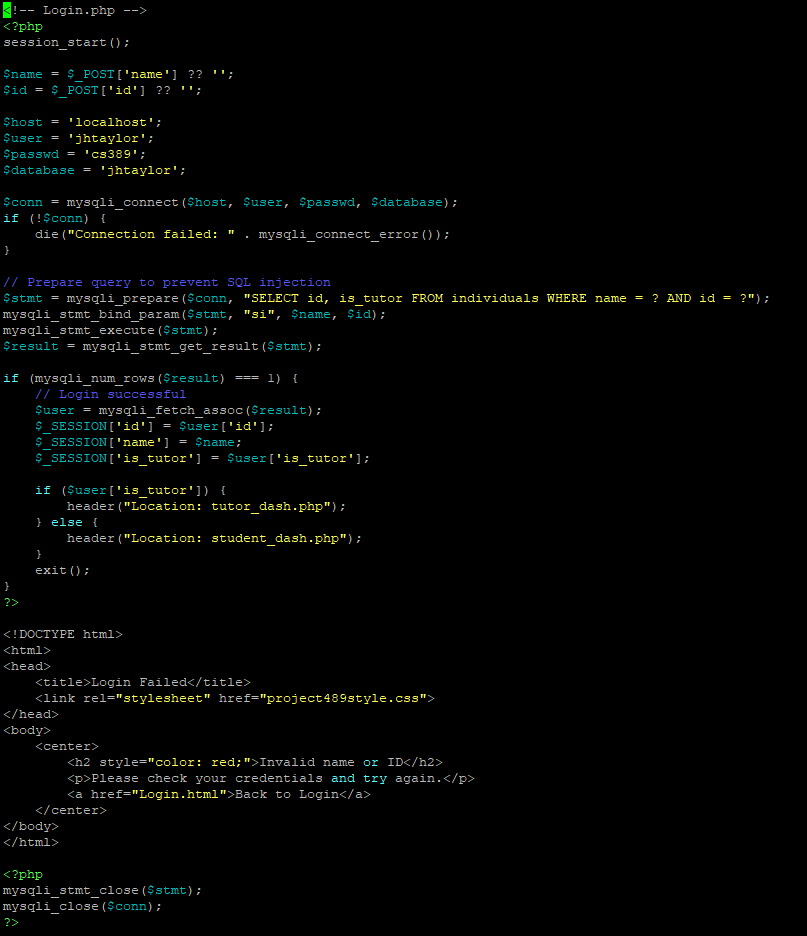 <!-- Login.php -->
<?php
session_start();

$name = $_POST['name'] ?? '';
$id = $_POST['id'] ?? '';

$host = 'localhost';
$user = 'jhtaylor';
$passwd = 'cs389';
$database = 'jhtaylor';

$conn = mysqli_connect($host, $user, $passwd, $database);
if (!$conn) {
    die("Connection failed: " . mysqli_connect_error());
}

// Prepare query to prevent SQL injection
$stmt = mysqli_prepare($conn, "SELECT id, is_tutor FROM individuals WHERE name = ? AND id = ?");
mysqli_stmt_bind_param($stmt, "si", $name, $id);
mysqli_stmt_execute($stmt);
$result = mysqli_stmt_get_result($stmt);

if (mysqli_num_rows($result) === 1) {
    // Login successful
    $user = mysqli_fetch_assoc($result);
    $_SESSION['id'] = $user['id'];
    $_SESSION['name'] = $name;
    $_SESSION['is_tutor'] = $user['is_tutor'];

    if ($user['is_tutor']) {
        header("Location: tutor_dash.php");
    } else {
        header("Location: student_dash.php");
    }
    exit();
}
?>

<!DOCTYPE html>
<html>
<head>
    <title>Login Failed</title>
    <link rel="stylesheet" href="project489style.css">
</head>
<body>
    <center>
        <h2 style="color: red;">Invalid name or ID</h2>
        <p>Please check your credentials and try again.</p>
        <a href="Login.html">Back to Login</a>
    </center>
</body>
</html>

<?php
mysqli_stmt_close($stmt);
mysqli_close($conn);
?>